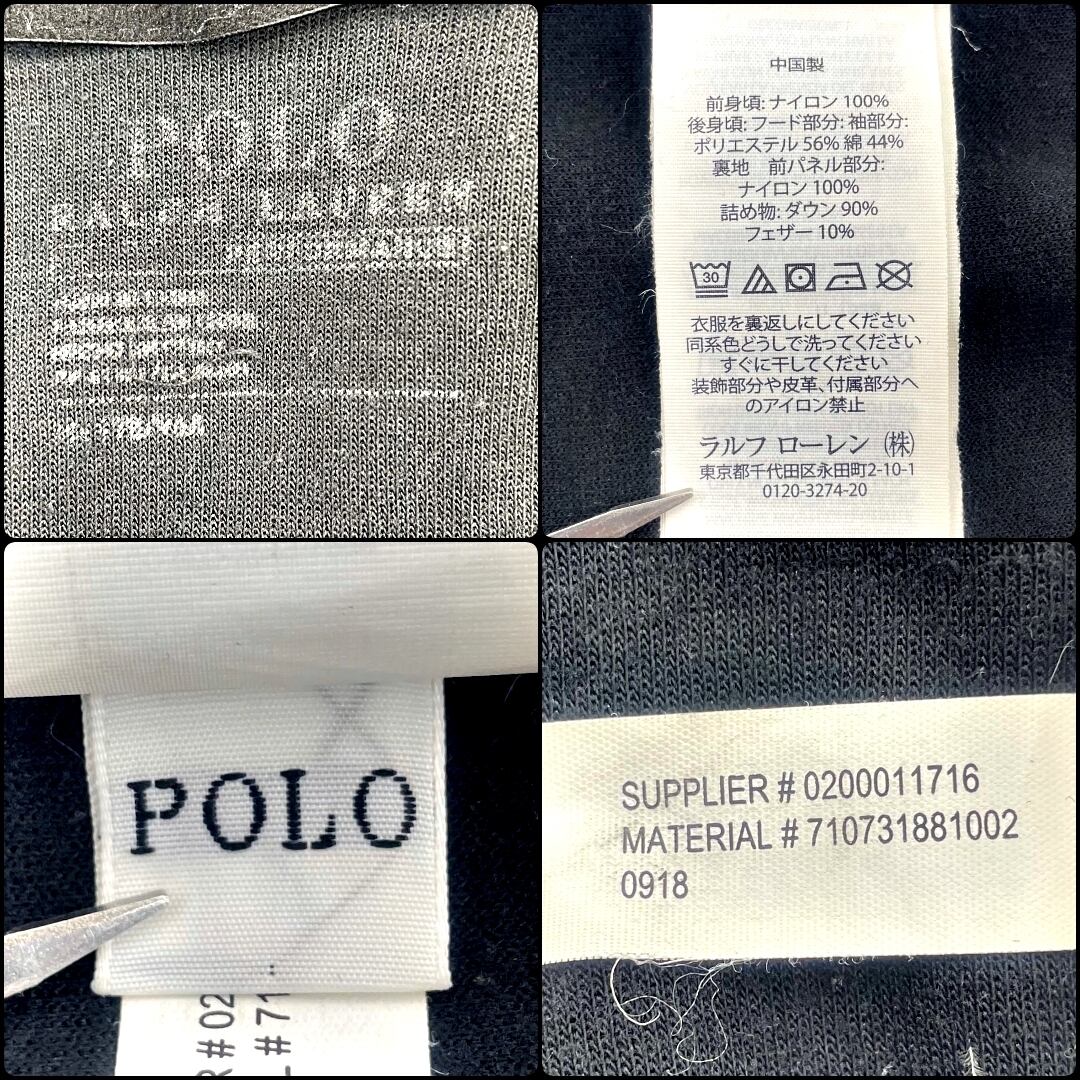 POLO
RALPH LAUREN
中国製
前身頃: ナイロン 100%
後身頃: フード部分: 袖部分:
ポリエステル 56% 綿 44%
裏地 前パネル部分:
ナイロン 100%
詰め物: ダウン 90%
フェザー 10%
30
衣服を裏返しにしてください
同系色どうしで洗ってください
すぐに干してください
装飾部分や皮革、付属部分へ
のアイロン禁止
ラルフ ローレン (株)
東京都千代田区永田町2-10-1
0120-3274-20
POLO
R # 02
L # 71
SUPPLIER # 0200011716
MATERIAL # 710731881002
0918